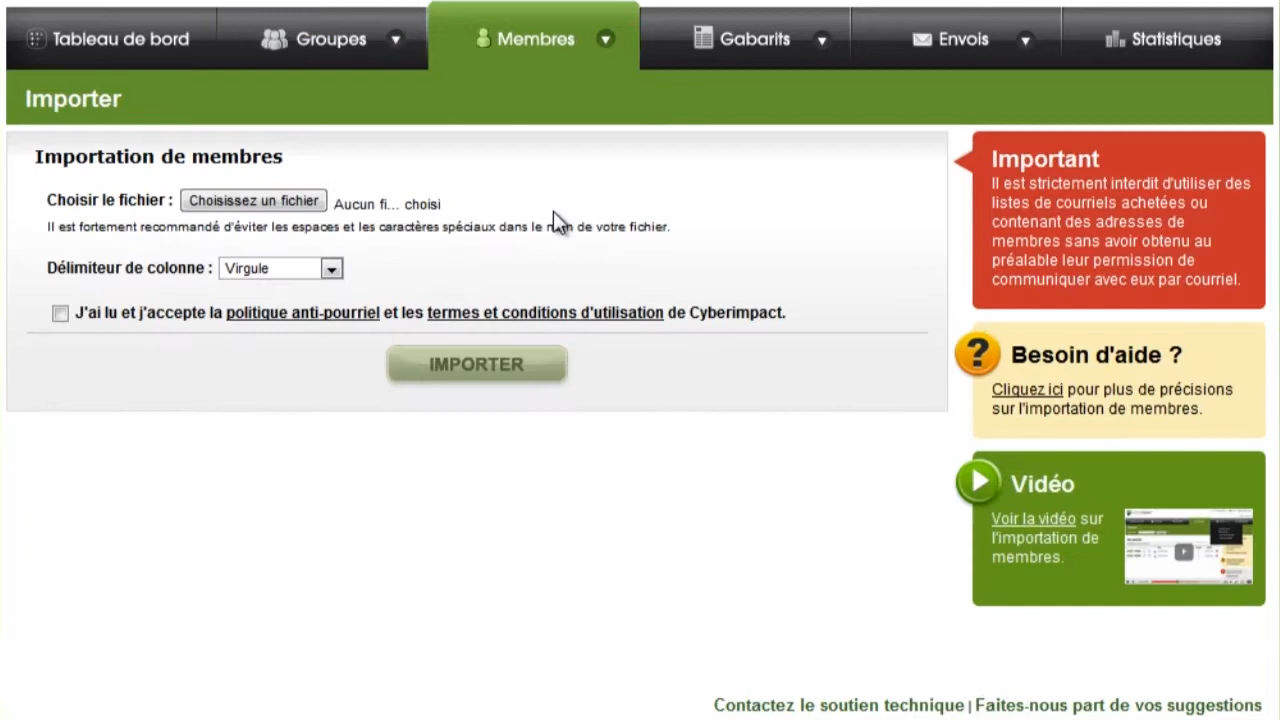 Tableau de bord
Groupes
Membres
Gabarits
Envois
Statistiques
Importer
Importation de membres
Choisir le fichier : Choisissez un fichier Aucun fi... choisi
Il est fortement recommandé d'éviter les espaces et les caractères spéciaux dans le de votre fichier.
Délimiteur de colonne : Virgule
J'ai lu et j'accepte la politique anti-pourriel et les termes et conditions d'utilisation de Cyberimpact.
IMPORTER
Important
Il est strictement interdit d'utiliser des
listes de courriels achetées ou
contenant des adresses de
membres sans avoir obtenu au
préalable leur permission de
communiquer avec eux par courriel.
Besoin d'aide ?
Cliquez ici pour plus de précisions
sur l'importation de membres.
Vidéo
Voir la vidéo sur
l'importation de
membres.
Contactez le soutien technique | Faites-nous part de vos suggestions